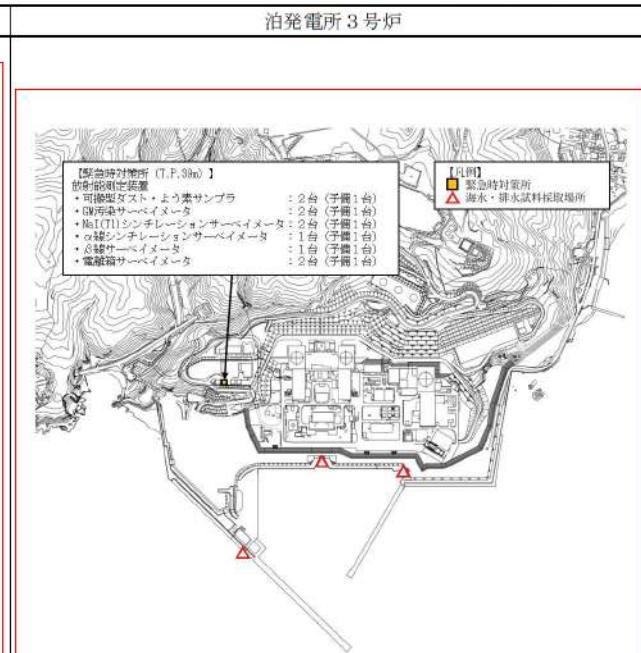 泊発電所３号炉
【緊急時対策所（T.P.39m）】
放射能測定装置
・可搬型ダスト・よう素サンプラ　：２台（予備１台）
・GM汚染サーベイメータ　：２台（予備１台）
・NaI(Tl)シンチレーションサーベイメータ：２台（予備１台）
・α線シンチレーションサーベイメータ　：１台（予備１台）
・β線サーベイメータ　：１台（予備１台）
・電離箱サーベイメータ　：２台（予備１台）
【凡例】
緊急時対策所
海水・排水試料採取場所